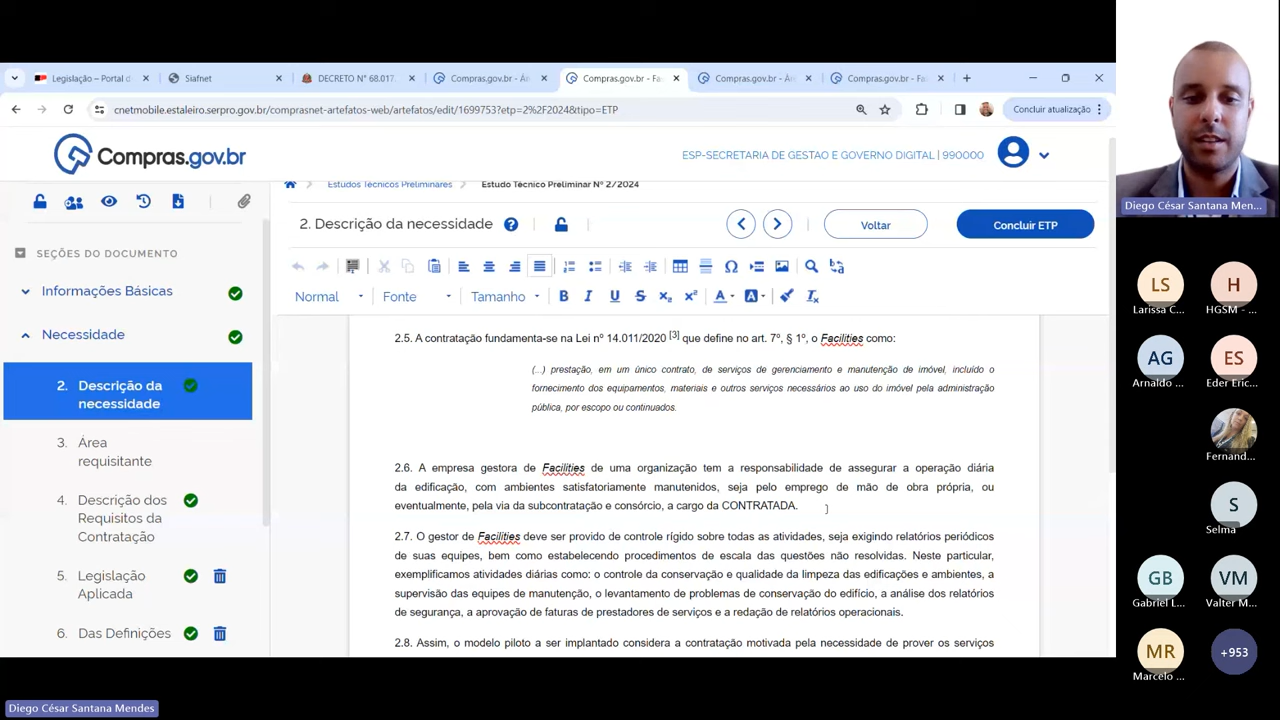 Legislação – Portal d
Siafnet
DECRETO N° 68.017
Compras.gov.br - Ár
Compras.gov.br - Fa
Compras.gov.br - Ár
Compras.gov.br - Fa
cnetmobile.estaleiro.serpro.gov.br/comprasnet-artefatos-web/artefatos/edit/1699753?etp=2%2F2024&tipo=ETP
Concluir atualização
Compras.gov.br
ESP-SECRETARIA DE GESTAO E GOVERNO DIGITAL | 990000
Estudos Técnicos Preliminares
Estudo Técnico Preliminar Nº 2/2024
2. Descrição da necessidade
Voltar
Concluir ETP
SEÇÕES DO DOCUMENTO
Informações Básicas
Necessidade
2. Descrição da
necessidade
3. Área
requisitante
4. Descrição dos
Requisitos da
Contratação
5. Legislação
Aplicada
6. Das Definições
Normal
Fonte
Tamanho
2.5. A contratação fundamenta-se na Lei nº 14.011/2020 [3] que define no art. 7º, § 1º, o Facilities como:
(...) prestação, em um único contrato, de serviços de gerenciamento e manutenção de imóvel, incluído o
fornecimento dos equipamentos, materiais e outros serviços necessários ao uso do imóvel pela administração
pública, por escopo ou continuados.
2.6. A empresa gestora de Facilities de uma organização tem a responsabilidade de assegurar a operação diária
da edificação, com ambientes satisfatoriamente manutenidos, seja pelo emprego de mão de obra própria, ou
eventualmente, pela via da subcontratação e consórcio, a cargo da CONTRATADA.
2.7. O gestor de Facilities deve ser provido de controle rígido sobre todas as atividades, seja exigindo relatórios periódicos
de suas equipes, bem como estabelecendo procedimentos de escala das questões não resolvidas. Neste particular,
exemplificamos atividades diárias como: o controle da conservação e qualidade da limpeza das edificações e ambientes, a
supervisão das equipes de manutenção, o levantamento de problemas de conservação do edifício, a análise dos relatórios
de segurança, a aprovação de faturas de prestadores de serviços e a redação de relatórios operacionais.
2.8. Assim, o modelo piloto a ser implantado considera a contratação motivada pela necessidade de prover os serviços
Diego César Santana Men...
LS
Larissa C...
H
HGSM - ...
AG
Arnaldo ...
ES
Eder Eric...
Fernand...
S
Selma
GB
Gabriel L...
VM
Valter M...
MR
Marcelo ...
+953
Diego César Santana Mendes